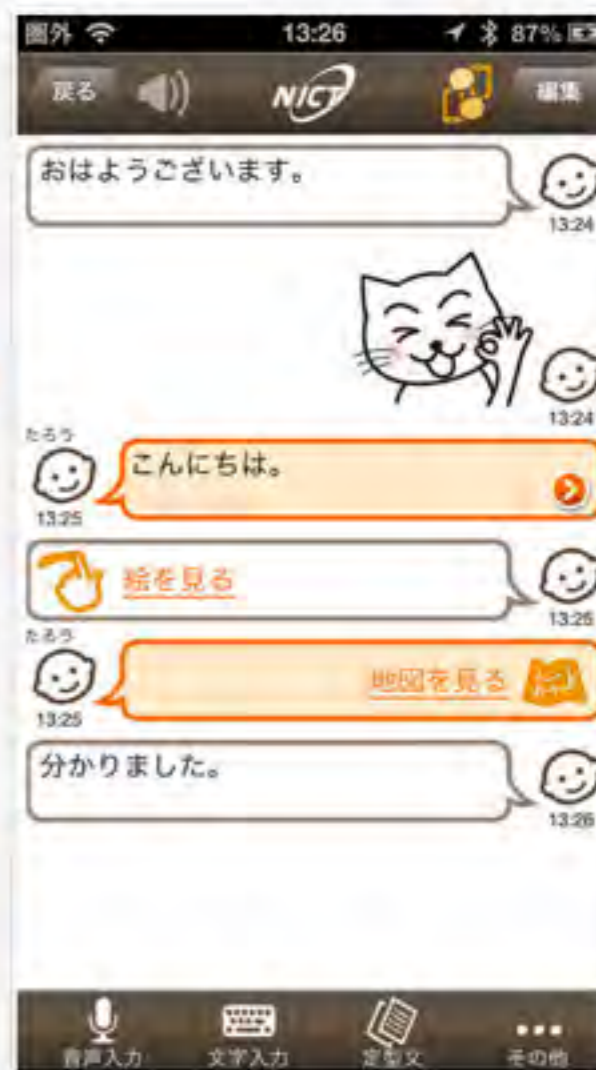 圏外 13:26 87%
戻る NICT 編集
おはようございます。
13:24
13:24
たろう
こんにちは。
13:25
絵を見る
13:25
たろう
地図を見る
13:25
分かりました。
13:26
音声入力 文字入力 定型文 その他